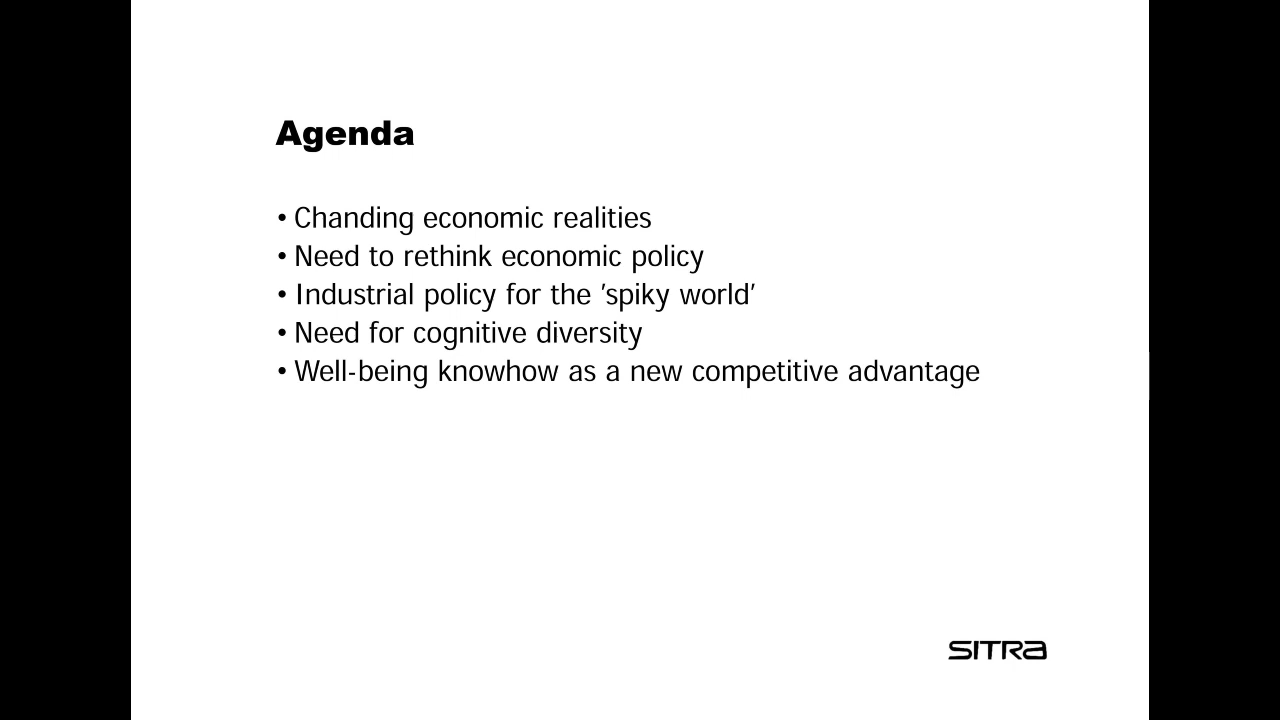 Agenda
• Chanding economic realities
• Need to rethink economic policy
• Industrial policy for the 'spiky world'
• Need for cognitive diversity
• Well-being knowhow as a new competitive advantage
SITRA